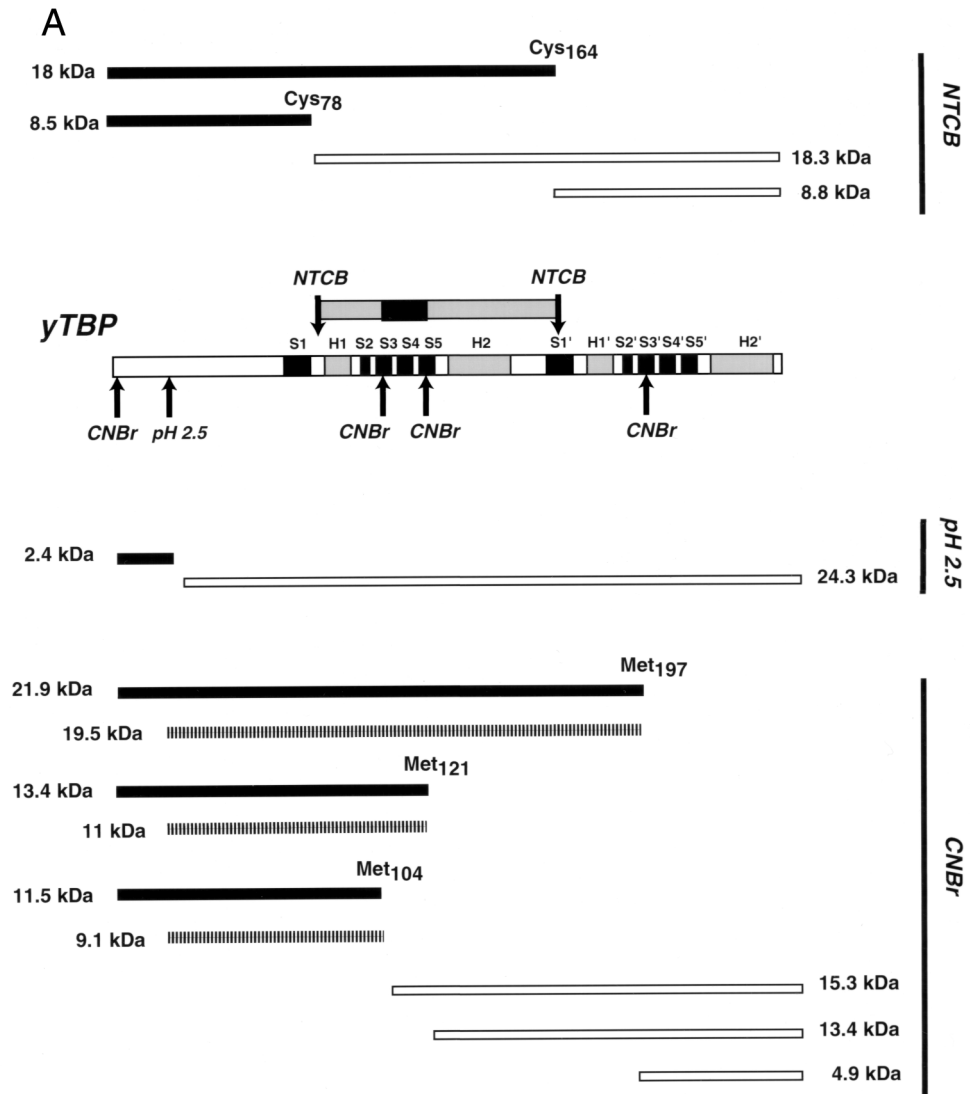 A
Cys164
18 kDa
Cys78
8.5 kDa
18.3 kDa
8.8 kDa
NTCB
NTCB NTCB
yTBP
S1 H1 S2 S3 S4 S5 H2 S1' H1' S2' S3' S4' S5' H2'
CNBr pH 2.5 CNBr CNBr CNBr
2.4 kDa
24.3 kDa
pH 2.5
Met197
21.9 kDa
19.5 kDa
Met121
13.4 kDa
11 kDa
Met104
11.5 kDa
9.1 kDa
15.3 kDa
13.4 kDa
4.9 kDa
CNBr